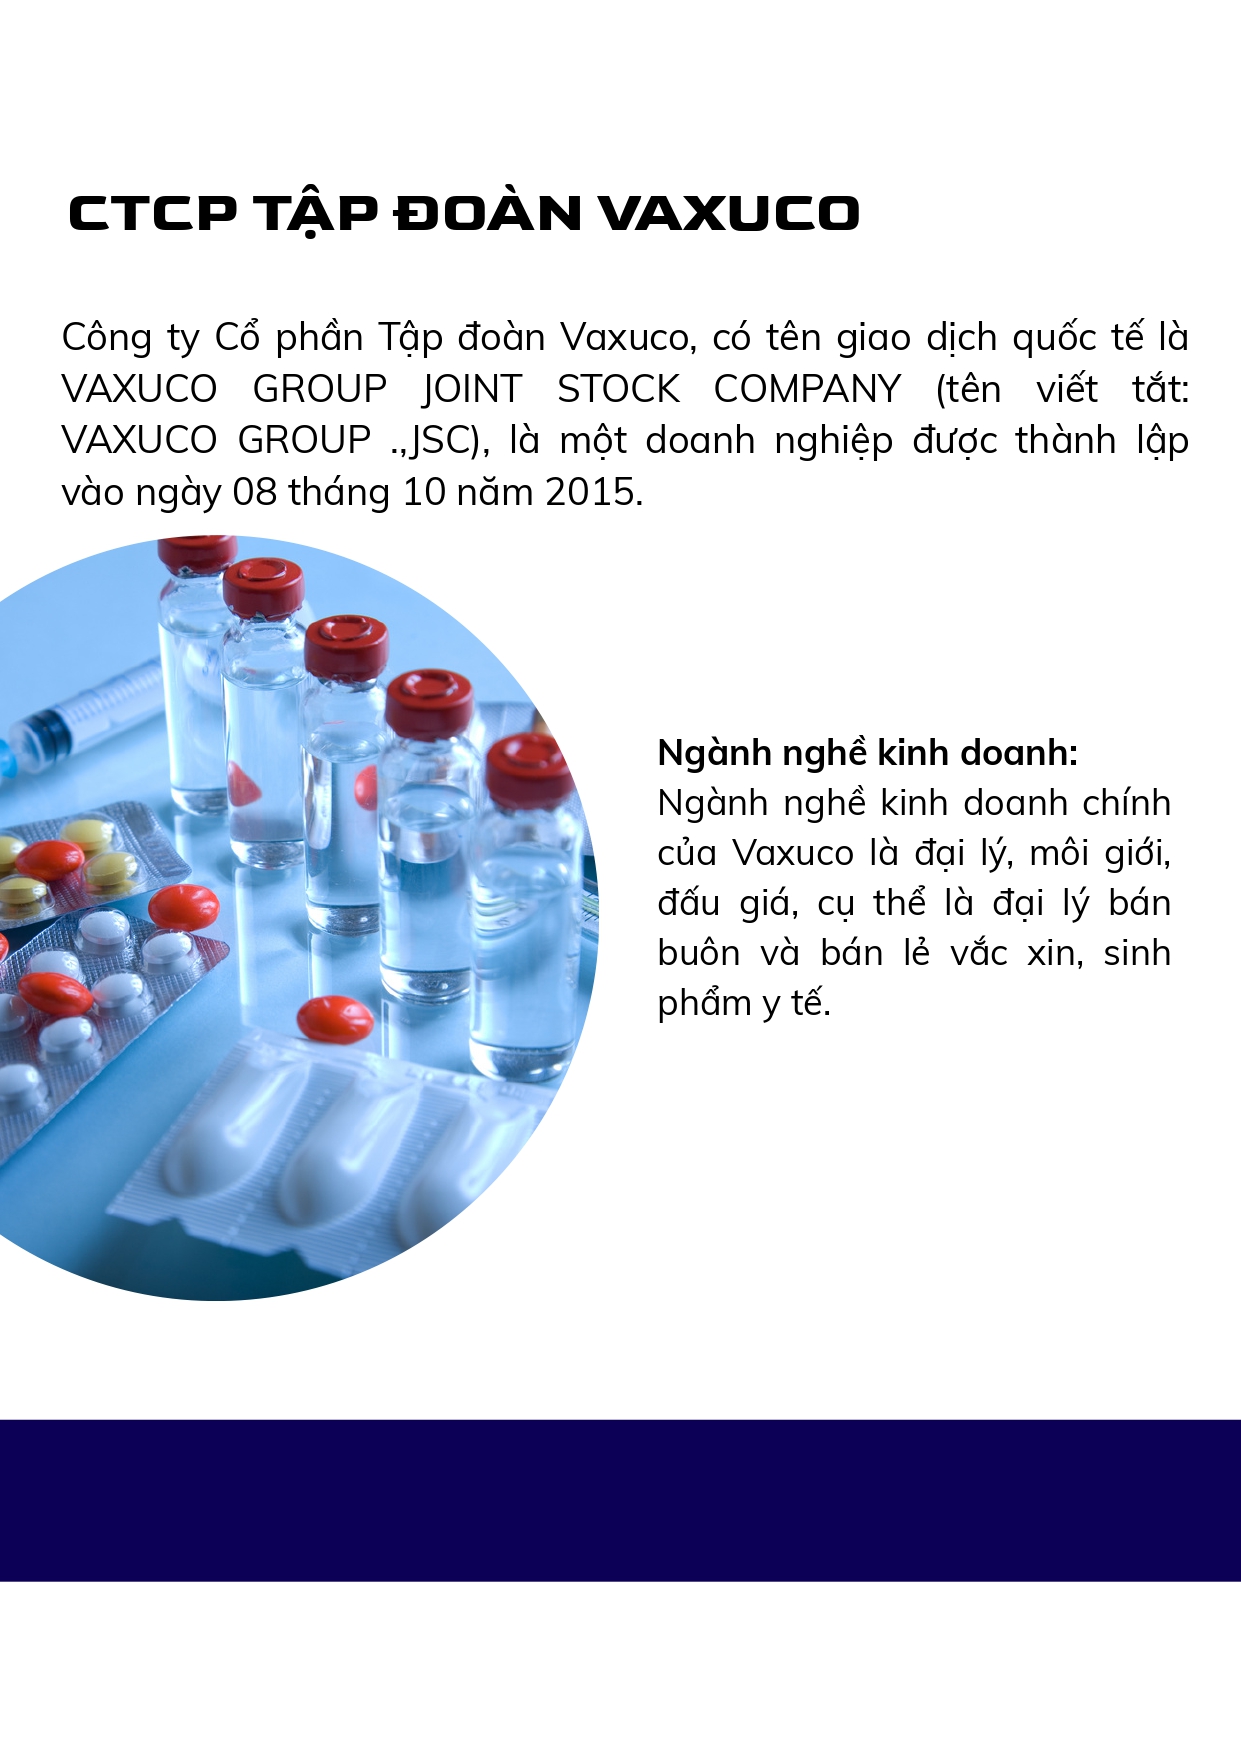 CTCP TẬP ĐOÀN VAXUCO
Công ty Cổ phần Tập đoàn Vaxuco, có tên giao dịch quốc tế là
VAXUCO GROUP JOINT STOCK COMPANY (tên viết tắt:
VAXUCO GROUP .,JSC), là một doanh nghiệp được thành lập
vào ngày 08 tháng 10 năm 2015.
Ngành nghề kinh doanh:
Ngành nghề kinh doanh chính
của Vaxuco là đại lý, môi giới,
đấu giá, cụ thể là đại lý bán
buôn và bán lẻ vắc xin, sinh
phẩm y tế.